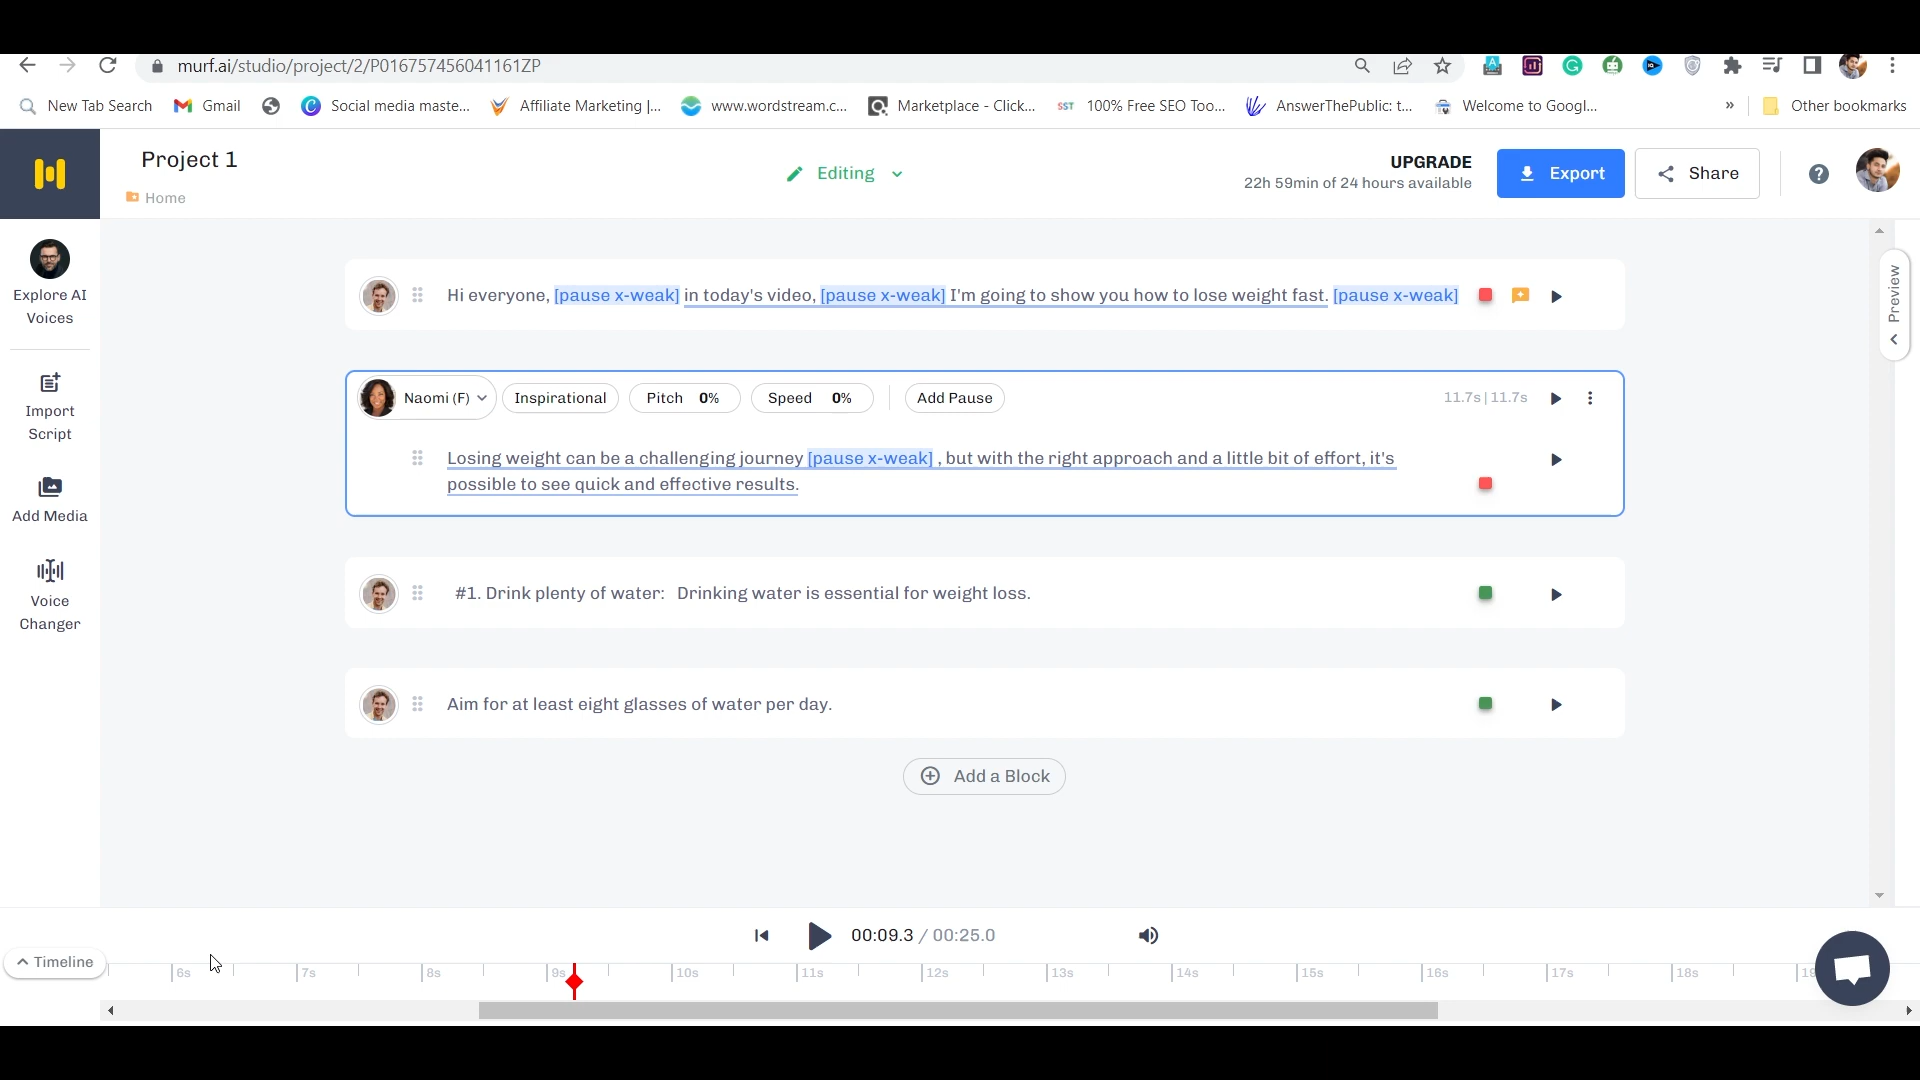 murf.ai/studio/project/2/P016757456041161ZP
New Tab Search Gmail Social media maste... Affiliate Marketing |... www.wordstream.c... Marketplace - Click... SST 100% Free SEO Too... AnswerThePublic: t... Welcome to Googl... » Other bookmarks
Project 1
Home
Editing
UPGRADE
22h 59min of 24 hours available
Export
Share
?
Explore AI
Voices
Import
Script
Add Media
Voice
Changer
Preview
Hi everyone, [pause x-weak] in today's video, [pause x-weak] I'm going to show you how to lose weight fast. [pause x-weak]
Naomi (F) Inspirational Pitch 0% Speed 0% Add Pause 11.7s | 11.7s
Losing weight can be a challenging journey [pause x-weak] , but with the right approach and a little bit of effort, it's
possible to see quick and effective results.
#1. Drink plenty of water: Drinking water is essential for weight loss.
Aim for at least eight glasses of water per day.
Add a Block
00:09.3 / 00:25.0
Timeline
6s 7s 8s 9s 10s 11s 12s 13s 14s 15s 16s 17s 18s